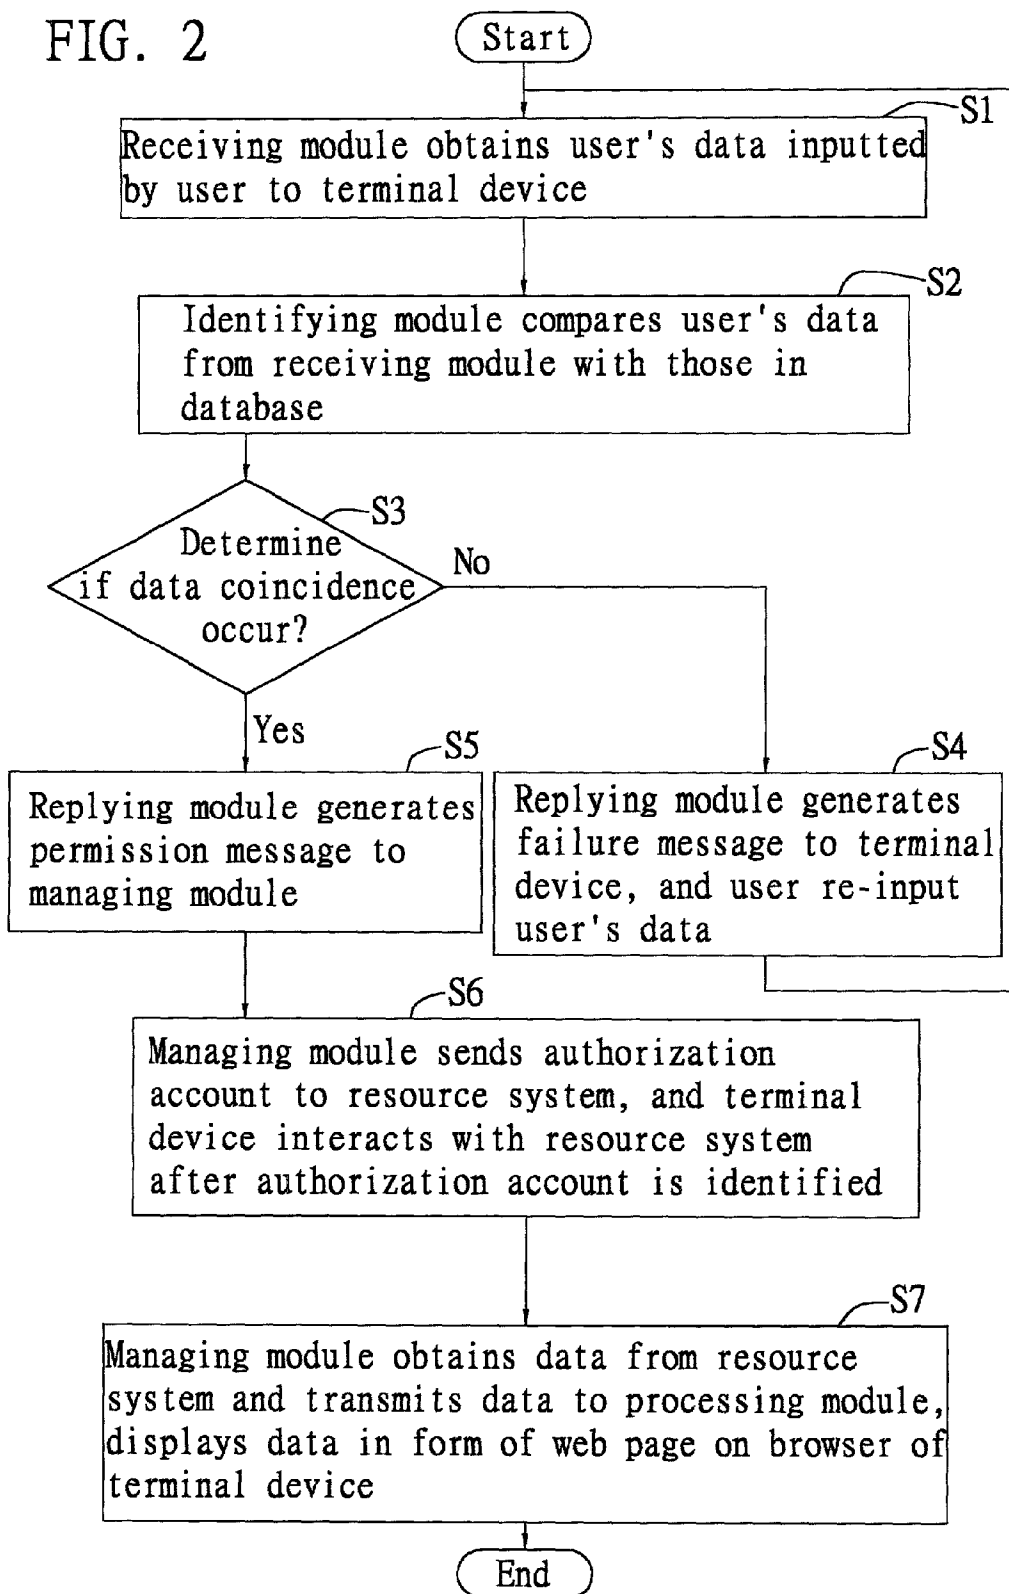 FIG. 2
Start
S1
Receiving module obtains user's data inputted
by user to terminal device
S2
Identifying module compares user's data
from receiving module with those in
database
S3
Determine
if data coincidence
occur?
No
Yes
S5
Replying module generates
permission message to
managing module
S4
Replying module generates
failure message to terminal
device, and user re-input
user's data
S6
Managing module sends authorization
account to resource system, and terminal
device interacts with resource system
after authorization account is identified
S7
Managing module obtains data from resource
system and transmits data to processing module,
displays data in form of web page on browser of
terminal device
End